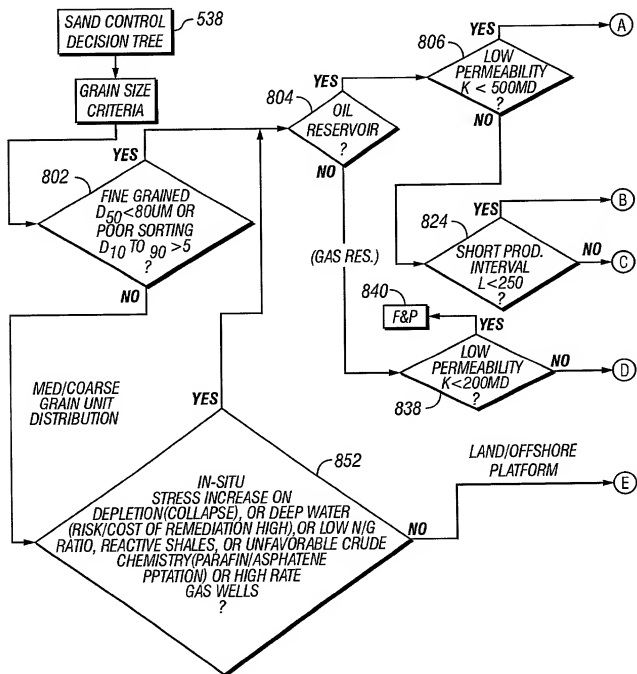 SAND CONTROL
DECISION TREE
538
GRAIN SIZE
CRITERIA
802
FINE GRAINED
D50<80UM OR
POOR SORTING
D10 TO 90 >5
?
YES
NO
804
OIL
RESERVOIR
?
YES
NO
(GAS RES.)
806
LOW
PERMEABILITY
K < 500MD
?
YES
A
NO
824
SHORT PROD.
INTERVAL
L<250
?
YES
B
NO
C
840
F&P
YES
LOW
PERMEABILITY
K<200MD
?
838
NO
D
MED/COARSE
GRAIN UNIT
DISTRIBUTION
YES
852
IN-SITU
STRESS INCREASE ON
DEPLETION(COLLAPSE), OR DEEP WATER
(RISK/COST OF REMEDIATION HIGH), OR LOW N/G
RATIO, REACTIVE SHALES, OR UNFAVORABLE CRUDE
CHEMISTRY(PARAFIN/ASPHATENE
PPTATION) OR HIGH RATE
GAS WELLS
?
NO
LAND/OFFSHORE
PLATFORM
E